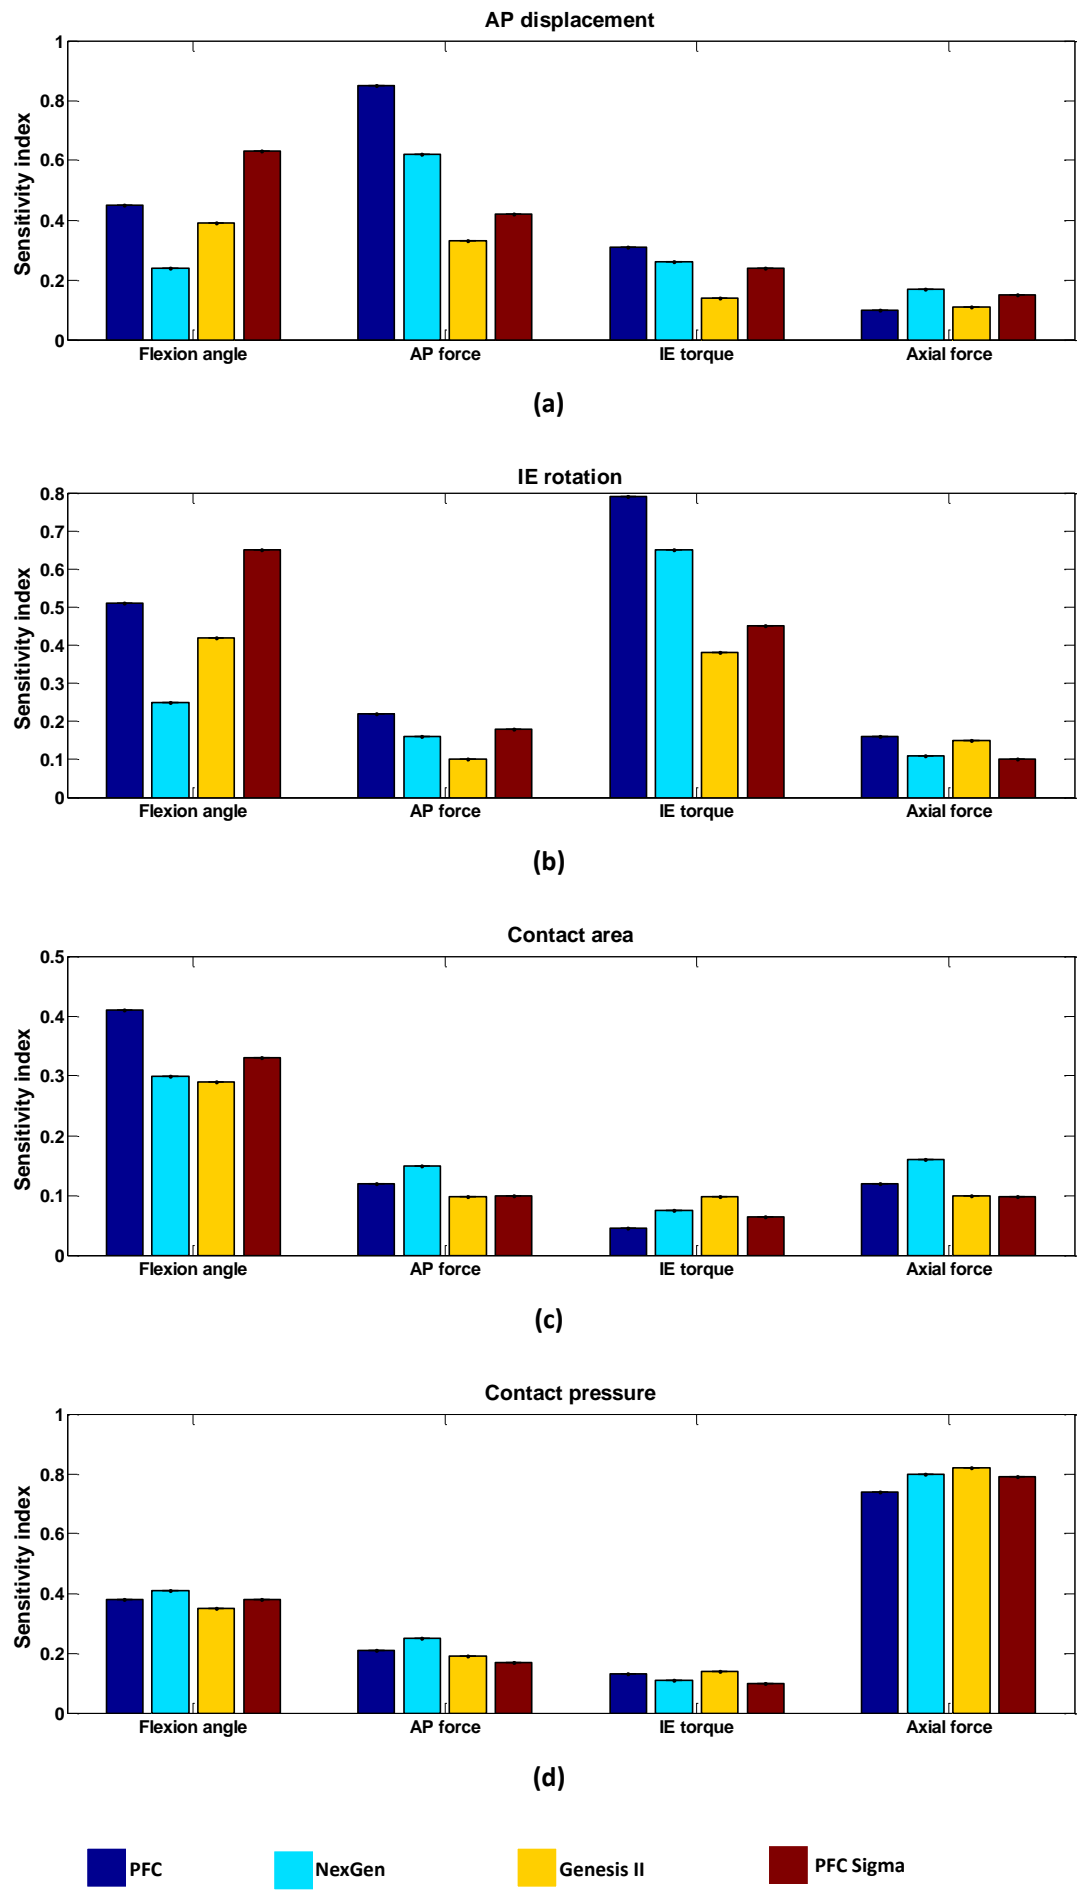 AP displacement
1
0.8
0.6
0.4
0.2
0
Sensitivity index
Flexion angle AP force IE torque Axial force
(a)
IE rotation
0.8
0.7
0.6
0.5
0.4
0.3
0.2
0.1
0
Sensitivity index
Flexion angle AP force IE torque Axial force
(b)
Contact area
0.5
0.4
0.3
0.2
0.1
0
Sensitivity index
Flexion angle AP force IE torque Axial force
(c)
Contact pressure
1
0.8
0.6
0.4
0.2
0
Sensitivity index
Flexion angle AP force IE torque Axial force
(d)
PFC NexGen Genesis II PFC Sigma